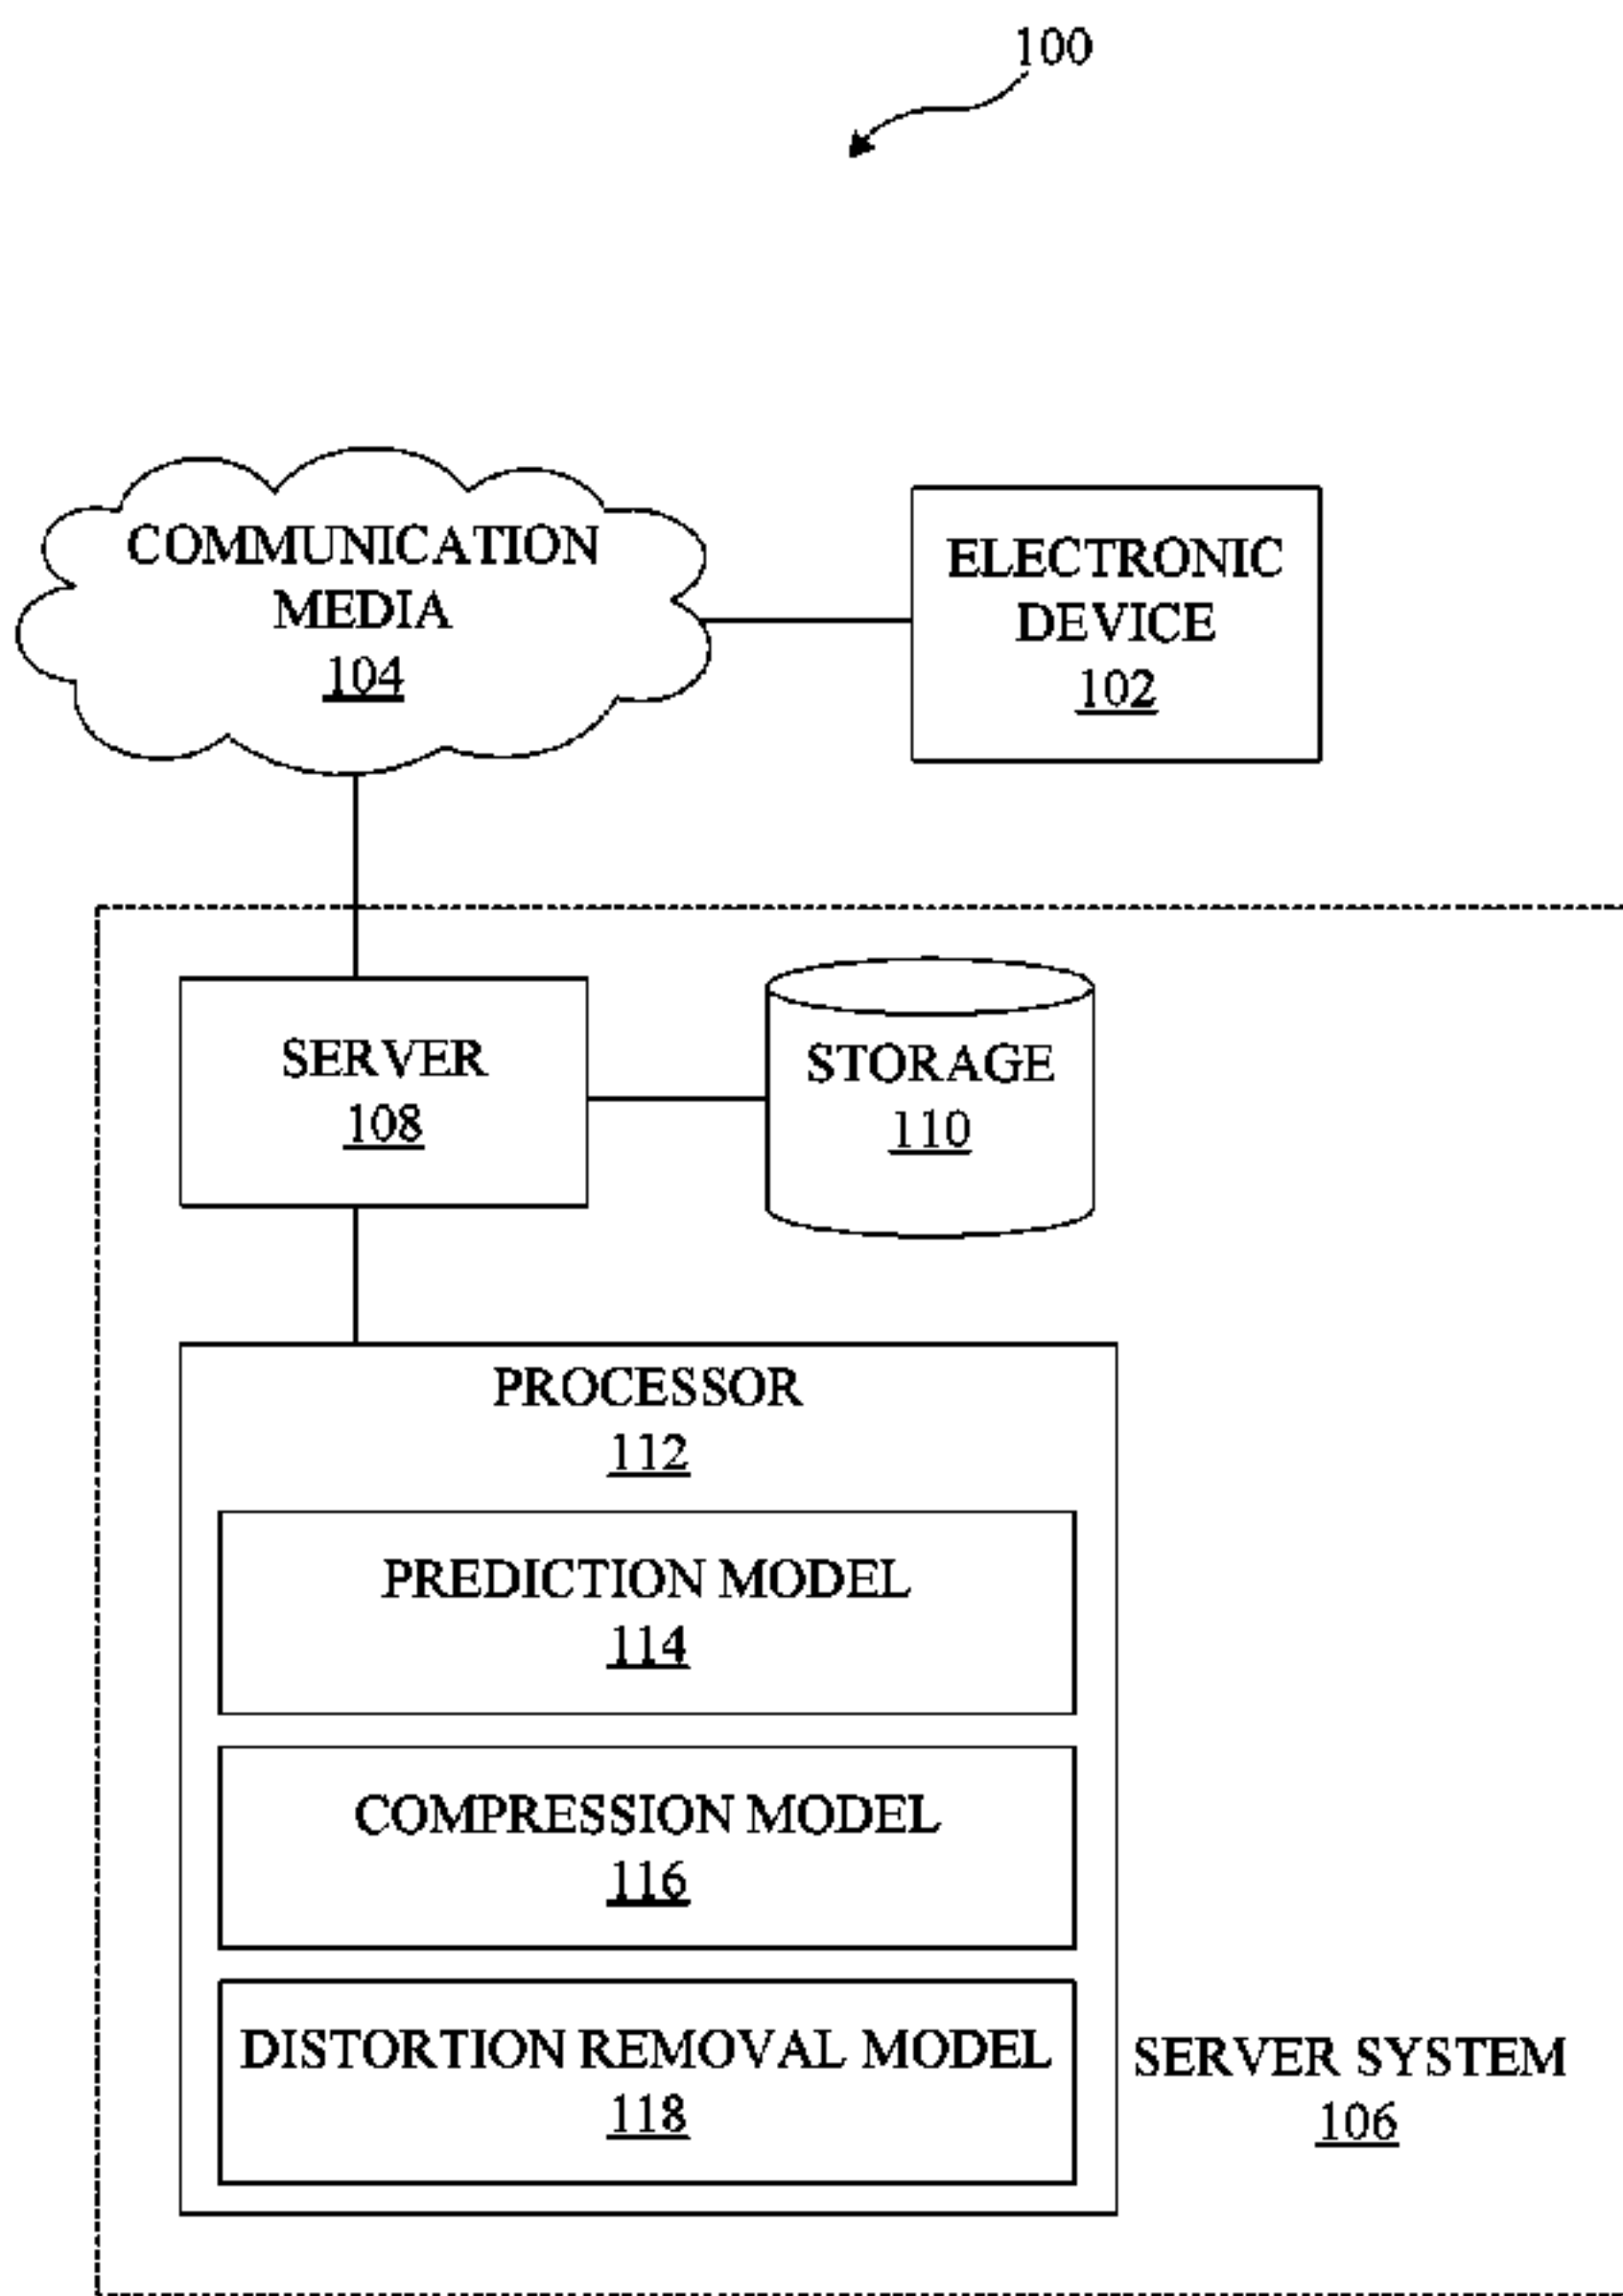 100
COMMUNICATION
MEDIA
104
ELECTRONIC
DEVICE
102
SERVER
108
STORAGE
110
PROCESSOR
112
PREDICTION MODEL
114
COMPRESSION MODEL
116
DISTORTION REMOVAL MODEL
118
SERVER SYSTEM
106